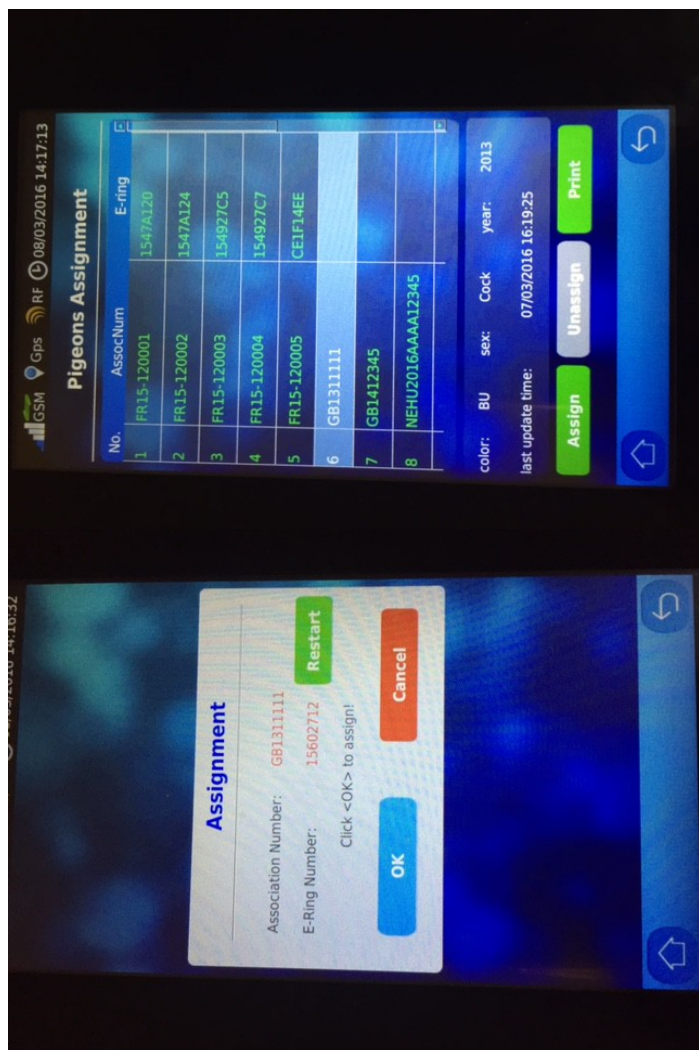 GSM Gps RF 08/03/2016 14:17:13
Pigeons Assignment
No. AssocNum E-ring
1 FR15-120001 1547A120
2 FR15-120002 1547A124
3 FR15-120003 154927C5
4 FR15-120004 154927C7
5 FR15-120005 CE1F14EE
6 GB1311111
7 GB1412345
8 NEHU2016AAAA12345
color: BU sex: Cock year: 2013
last update time: 07/03/2016 16:19:25
Assign Unassign Print
14:16:32
Assignment
Association Number: GB1311111
E-Ring Number: 15602712 Restart
Click <OK> to assign!
OK Cancel